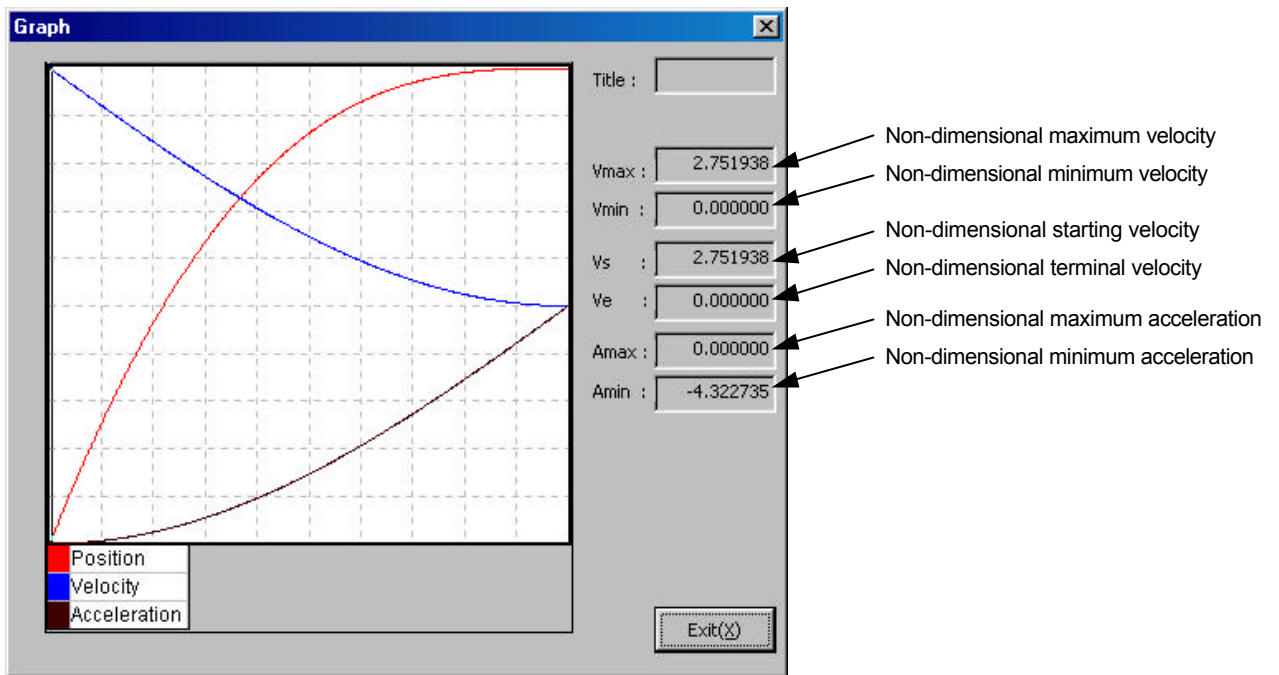 Graph
Title :
Vmax : 2.751938
Non-dimensional maximum velocity
Vmin : 0.000000
Non-dimensional minimum velocity
Vs : 2.751938
Non-dimensional starting velocity
Ve : 0.000000
Non-dimensional terminal velocity
Amax : 0.000000
Non-dimensional maximum acceleration
Amin : -4.322735
Non-dimensional minimum acceleration
Position
Velocity
Acceleration
Exit(X)